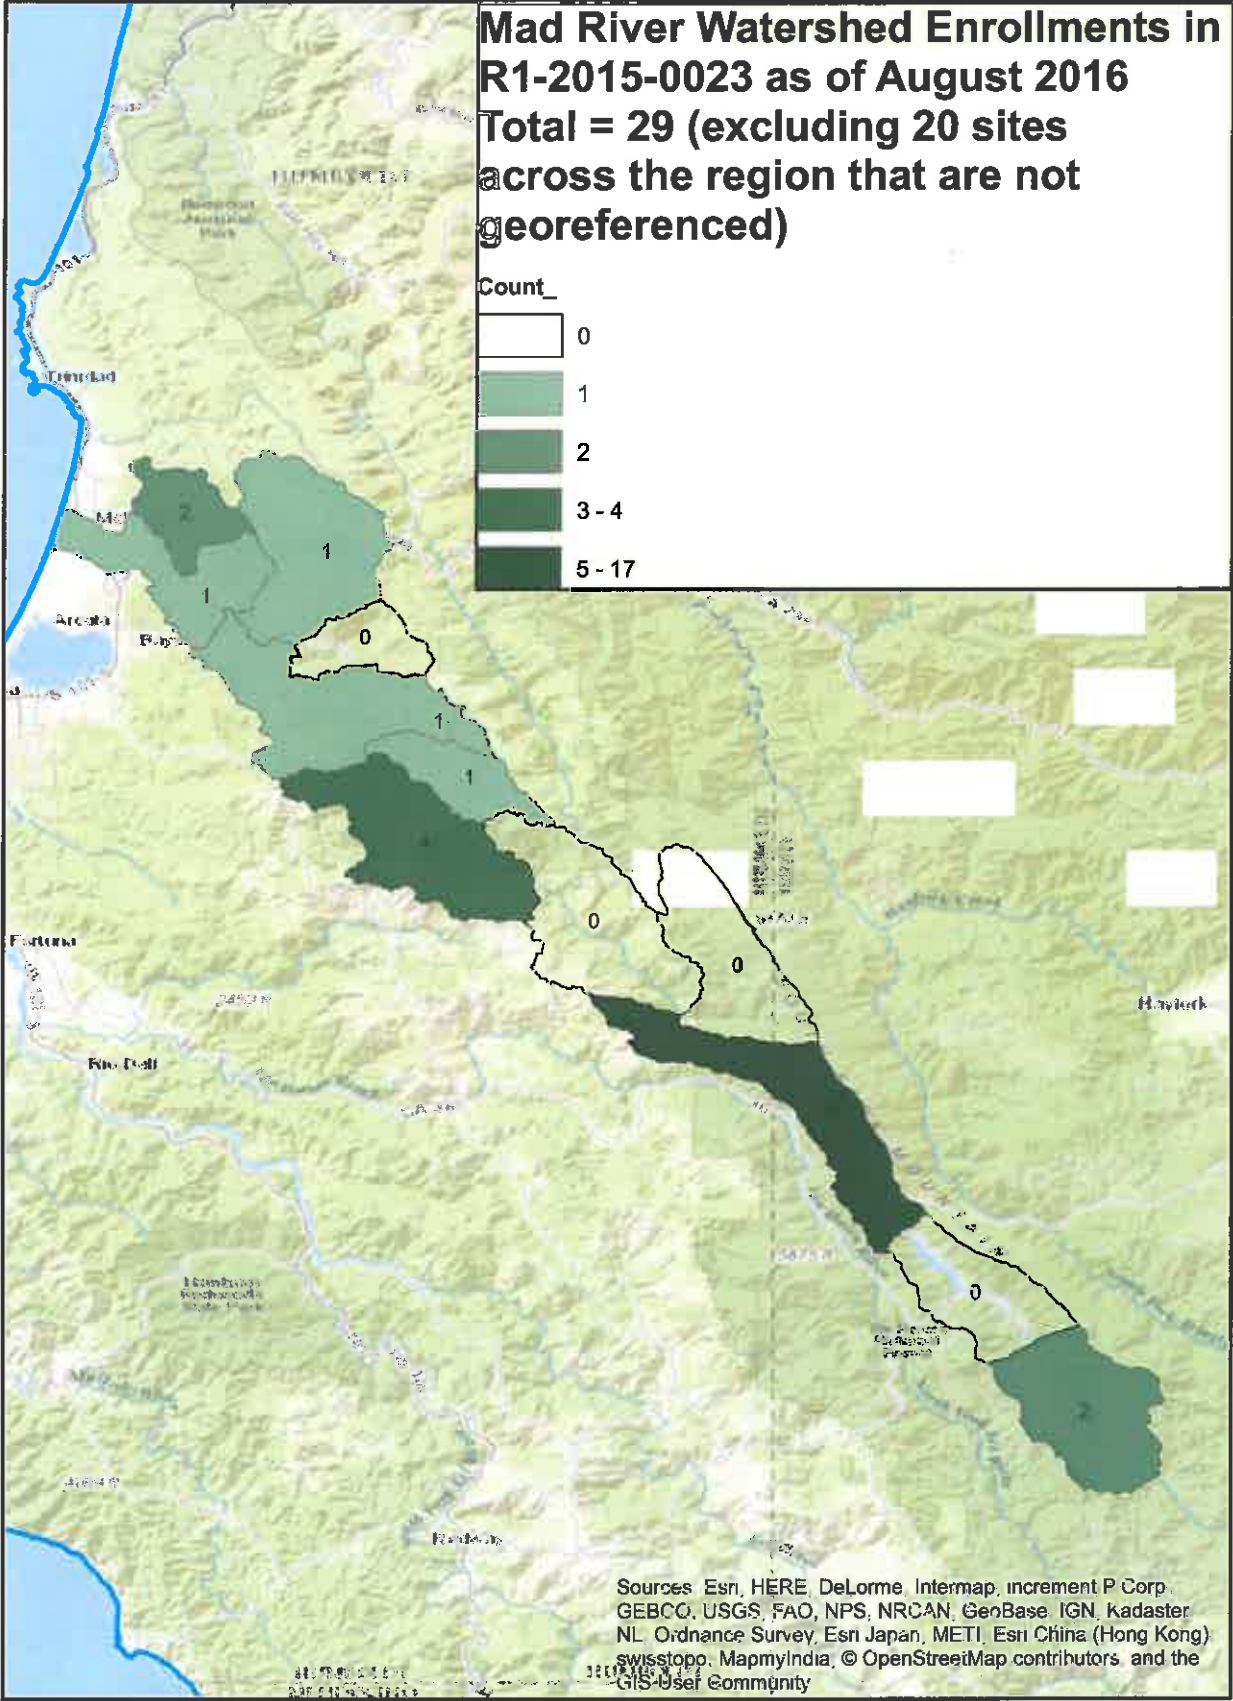 Mad River Watershed Enrollments in
R1-2015-0023 as of August 2016
Total = 29 (excluding 20 sites
across the region that are not
georeferenced)
Count_
0
1
2
3 - 4
5 - 17
Trinidad
2
1
1
Arcata
0
1
1
4
0
0
Fortuna
Hayfork
Rio Dell
0
2
Redway
Sources: Esri, HERE, DeLorme, Intermap, increment P Corp.,
GEBCO, USGS, FAO, NPS, NRCAN, GeoBase, IGN, Kadaster
NL, Ordnance Survey, Esri Japan, METI, Esri China (Hong Kong),
swisstopo, MapmyIndia, © OpenStreetMap contributors, and the
GIS User Community